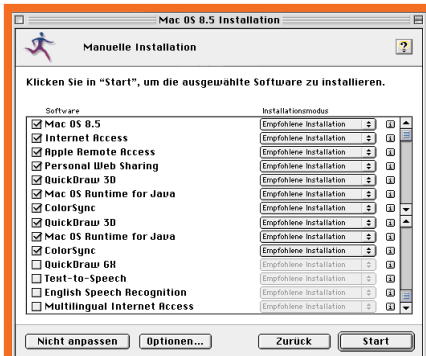 Mac OS 8.5 Installation
Manuelle Installation
?
Klicken Sie in “Start”, um die ausgewählte Software zu installieren.
Software Installationsmodus
Mac OS 8.5 Empfohlene Installation
Internet Access Empfohlene Installation
Apple Remote Access Empfohlene Installation
Personal Web Sharing Empfohlene Installation
QuickDraw 3D Empfohlene Installation
Mac OS Runtime for Java Empfohlene Installation
ColorSync Empfohlene Installation
QuickDraw 3D Empfohlene Installation
Mac OS Runtime for Java Empfohlene Installation
ColorSync Empfohlene Installation
QuickDraw GX Empfohlene Installation
Text-to-Speech Empfohlene Installation
English Speech Recognition Empfohlene Installation
Multilingual Internet Access Empfohlene Installation
Nicht anpassen Optionen... Zurück Start